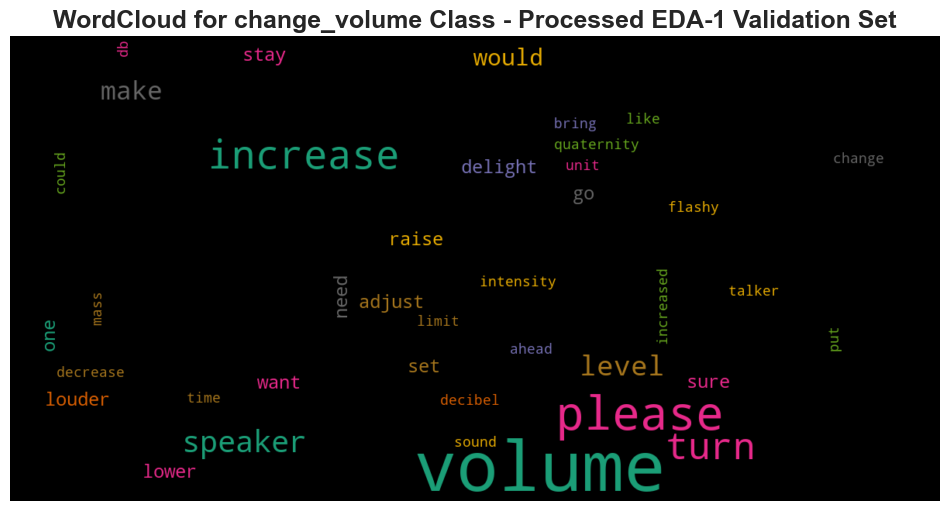 WordCloud for change_volume Class - Processed EDA-1 Validation Set
db
stay
would
make
bring
like
increase
quaternity
could
delight
unit
change
go
flashy
raise
need
intensity
increased
talker
mass
adjust
limit
one
put
ahead
decrease
set
level
want
sure
louder
time
decibel
please
speaker
sound
turn
lower
volume